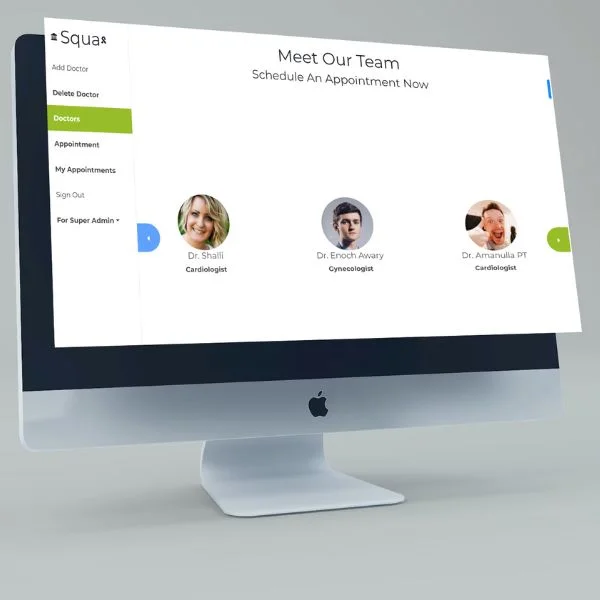 Squa
Add Doctor
Delete Doctor
Doctors
Appointment
My Appointments
Sign Out
For Super Admin
Meet Our Team
Schedule An Appointment Now
Dr. Shalli
Cardiologist
Dr. Enoch Awary
Gynecologist
Dr. Amanulla PT
Cardiologist